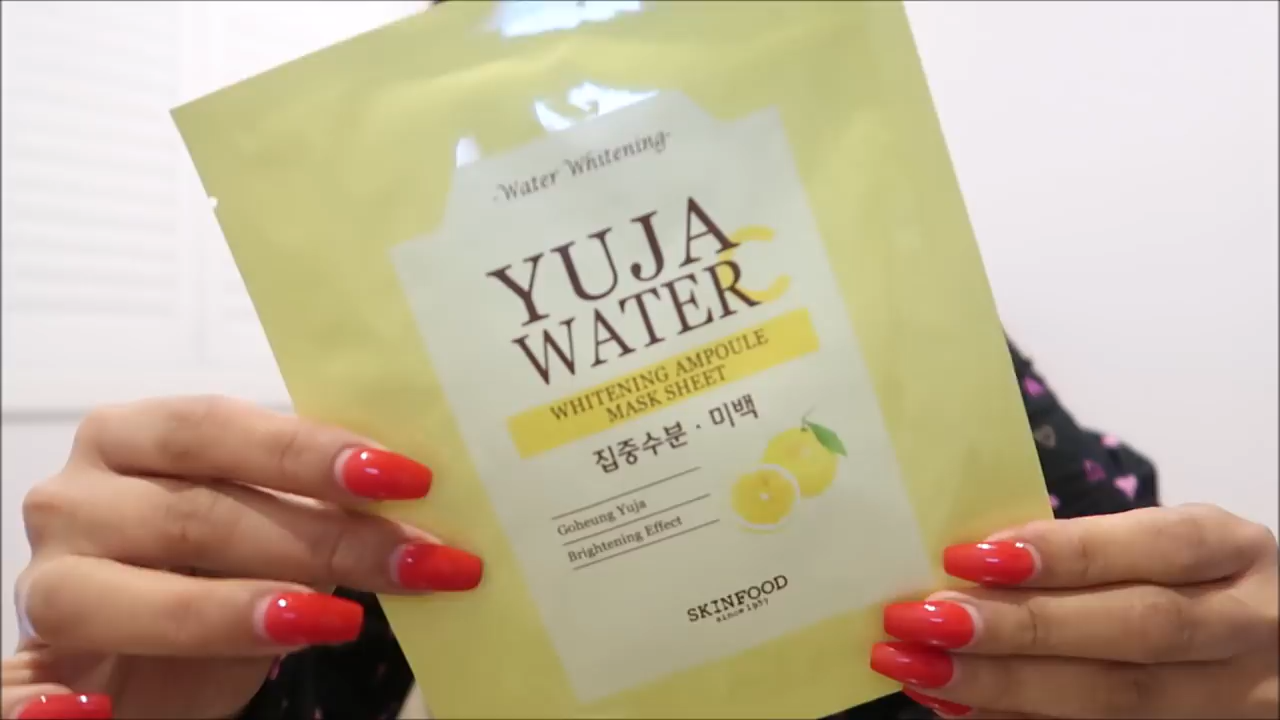 ·Water Whitening·
YUJA
WATER C
WHITENING AMPOULE
MASK SHEET
집중수분 · 미백
Goheung Yuja
Brightening Effect
SKINFOOD
since 1957